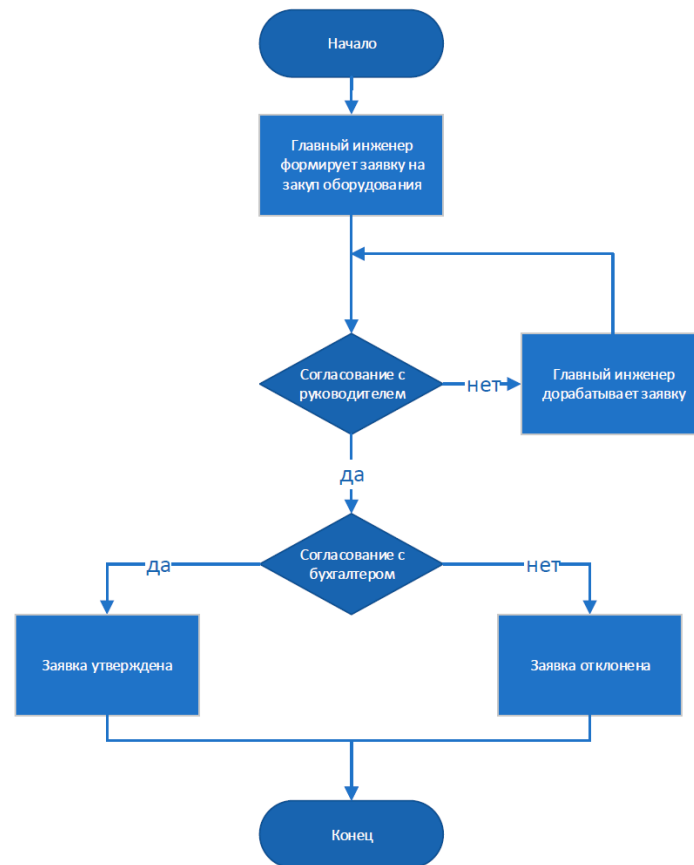 Начало
Главный инженер
формирует заявку на
закуп оборудования
Согласование с
руководителем
нет
Главный инженер
дорабатывает заявку
да
Согласование с
бухгалтером
да
нет
Заявка утверждена
Заявка отклонена
Конец